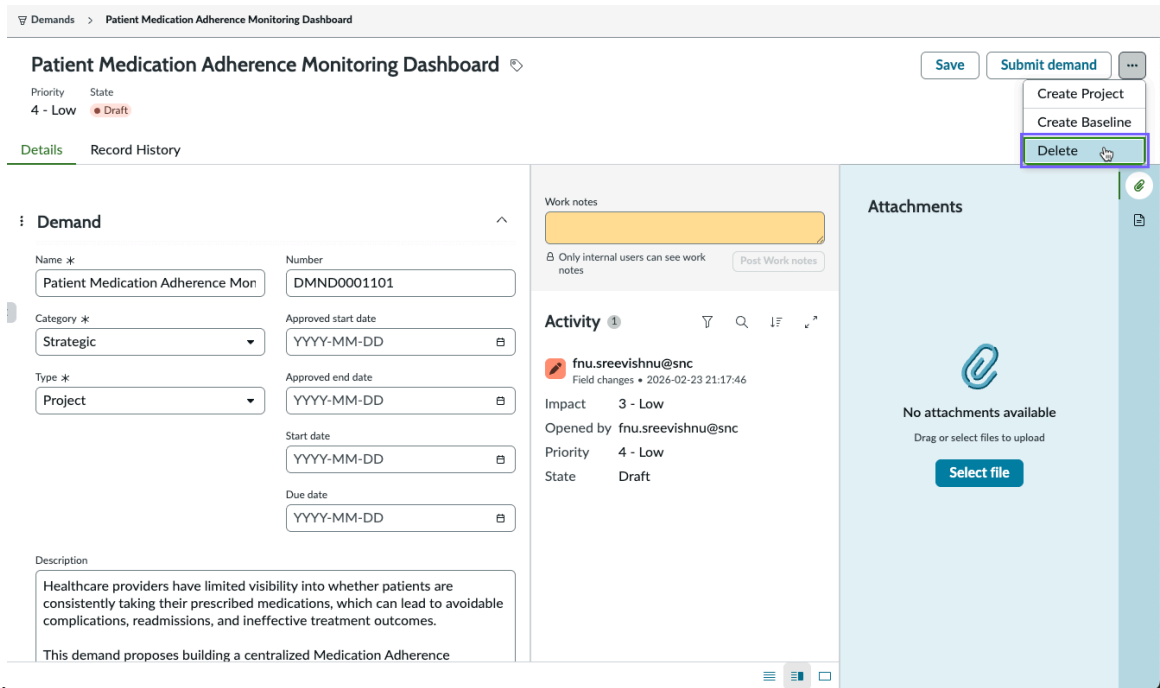 Demands > Patient Medication Adherence Monitoring Dashboard
Patient Medication Adherence Monitoring Dashboard
Save
Submit demand
...
Priority
State
4 - Low
Draft
Create Project
Create Baseline
Delete
Details
Record History
Demand
Name *
Patient Medication Adherence Mon
Number
DMND0001101
Category *
Strategic
Approved start date
YYYY-MM-DD
Type *
Project
Approved end date
YYYY-MM-DD
Start date
YYYY-MM-DD
Due date
YYYY-MM-DD
Description
Healthcare providers have limited visibility into whether patients are
consistently taking their prescribed medications, which can lead to avoidable
complications, readmissions, and ineffective treatment outcomes.
This demand proposes building a centralized Medication Adherence
Work notes
Only internal users can see work
notes
Post Work notes
Activity 1
fnu.sreevishnu@snc
Field changes • 2026-02-23 21:17:46
Impact 3 - Low
Opened by fnu.sreevishnu@snc
Priority 4 - Low
State Draft
Attachments
No attachments available
Drag or select files to upload
Select file